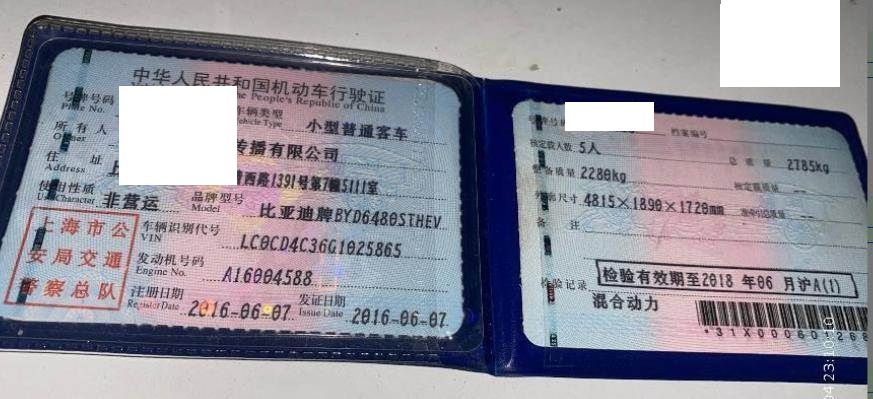 中华人民共和国机动车行驶证
the People's Republic of China
号牌号码
Plate No.
车辆类型
Vehicle Type
小型普通客车
所有人
Owner
传播有限公司
住址
Address
西路1391号第7幢5111室
使用性质
Use Character
非营运
品牌型号
Model
比亚迪牌BYD6480STHEV
上海市公
安局交通
警察总队
车辆识别代号
VIN
LC0CD4C36G1025865
发动机号码
Engine No.
A16004588
注册日期
Register Date
2016-06-07
发证日期
Issue Date
2016-06-07
档案编号
核定载人数
5人
总质量
2785kg
整备质量
2280kg
核定载质量
--
外廓尺寸
4815×1890×1720mm
准牵引总质量
--
备注
检验记录
检验有效期至2018年06月沪A(1)
混合动力
*31X0006012
04 23:10:10